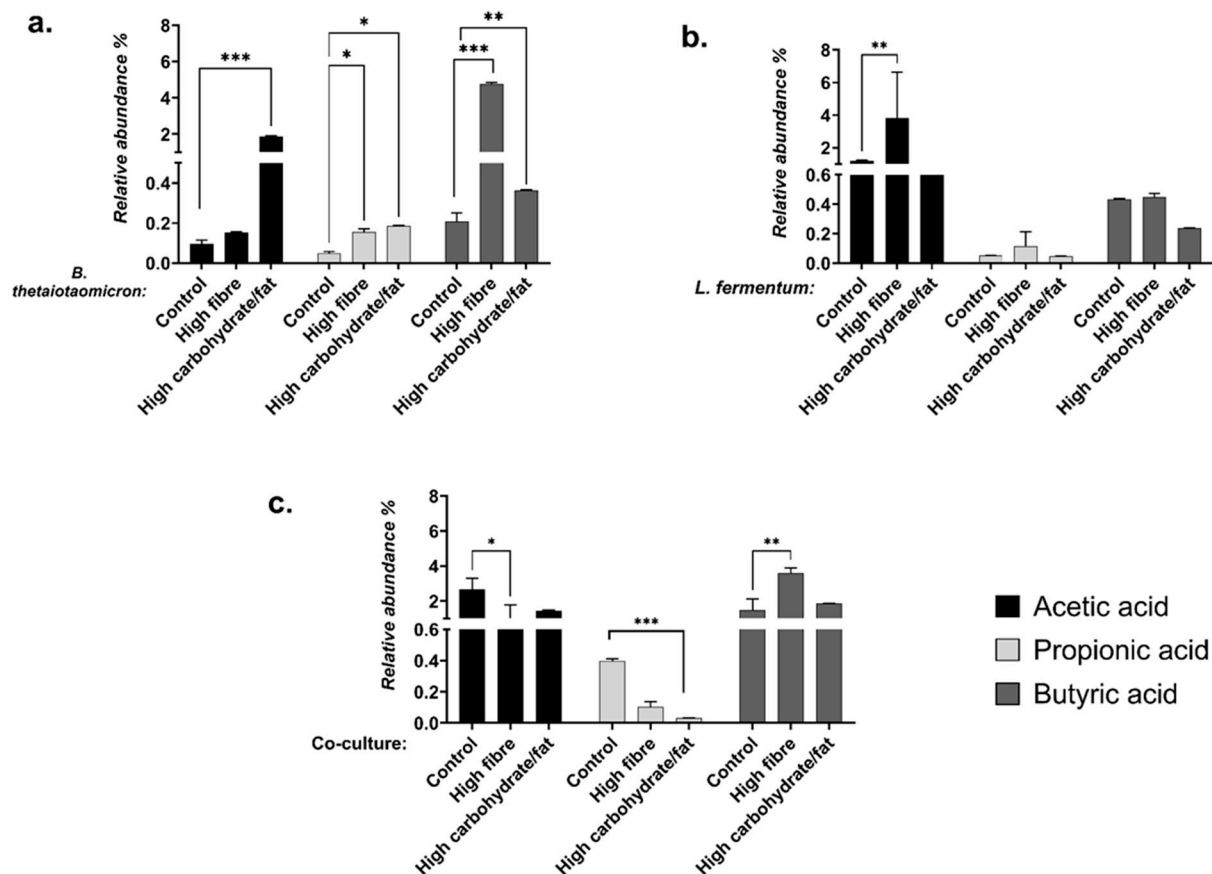 a.
Relative abundance %
8
6
4
2
0.4
0.2
0.0
***
*
*
**
***
B.
thetaiotaomicron:
Control
High fibre
High carbohydrate/fat
Control
High fibre
High carbohydrate/fat
Control
High fibre
High carbohydrate/fat
b.
Relative abundance %
8
6
4
2
0.6
0.4
0.2
0.0
**
L. fermentum:
Control
High fibre
High carbohydrate/fat
Control
High fibre
High carbohydrate/fat
Control
High fibre
High carbohydrate/fat
c.
Relative abundance %
8
6
4
2
0.6
0.4
0.2
0.0
*
***
**
Co-culture:
Control
High fibre
High carbohydrate/fat
Control
High fibre
High carbohydrate/fat
Control
High fibre
High carbohydrate/fat
Acetic acid
Propionic acid
Butyric acid